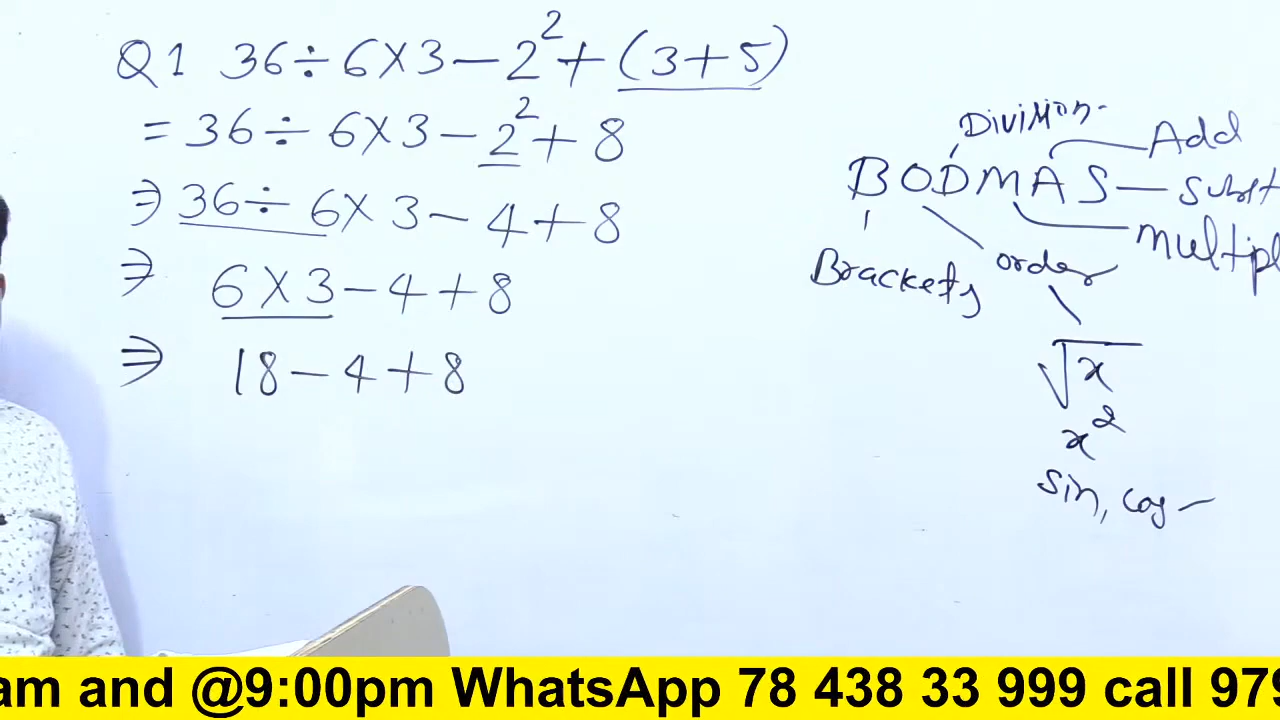 Q1 36÷6×3-2²+(3+5)
=36÷6×3-2²+8
⇒36÷6×3-4+8
⇒ 6×3-4+8
⇒ 18-4+8
Division
Add
BODMAS
Brackets
order
√x
x²
sin, cos
am and @9:00pm WhatsApp 78 438 33 999 call 979